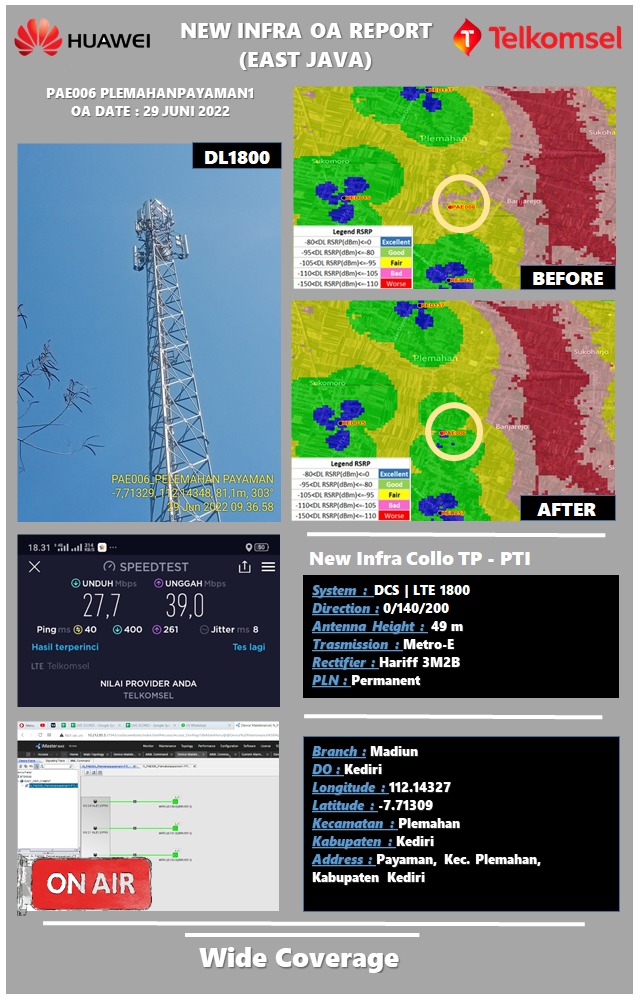 HUAWEI
NEW INFRA OA REPORT
(EAST JAVA)
Telkomsel
PAE006 PLEMAHANPAYAMAN1
OA DATE : 29 JUNI 2022
DL1800
PAE006_PELEMAHAN PAYAMAN
-7,71329, 112,14348, 81,1m, 303°
29 Jun 2022 09.36.58
Plemahan
Sukomoro
Banjarejo
PAE006
Legend RSRP
-80<DL RSRP(dBm)<=0 Excellent
-95<DL RSRP(dBm)<=-80 Good
-105<DL RSRP(dBm)<=-95 Fair
-110<DL RSRP(dBm)<=-105 Bad
-150<DL RSRP(dBm)<=-110 Worse
BEFORE
Plemahan
Sukoharjo
Sukomoro
Banjarejo
PAE006
Legend RSRP
-80<DL RSRP(dBm)<=0 Excellent
-95<DL RSRP(dBm)<=-80 Good
-105<DL RSRP(dBm)<=-95 Fair
-110<DL RSRP(dBm)<=-105 Bad
-150<DL RSRP(dBm)<=-110 Worse
AFTER
18.31
50
SPEEDTEST
UNDUH Mbps UNGGAH Mbps
27,7 39,0
Ping ms 40 400 261 Jitter ms 8
Hasil terperinci Tes lagi
LTE Telkomsel
NILAI PROVIDER ANDA
TELKOMSEL
New Infra Collo TP - PTI
System : DCS | LTE 1800
Direction : 0/140/200
Antenna Height : 49 m
Trasmission : Metro-E
Rectifier : Hariff 3M2B
PLN : Permanent
ON AIR
Branch : Madiun
DO : Kediri
Longitude : 112.14327
Latitude : -7.71309
Kecamatan : Plemahan
Kabupaten : Kediri
Address : Payaman, Kec. Plemahan,
Kabupaten Kediri
Wide Coverage